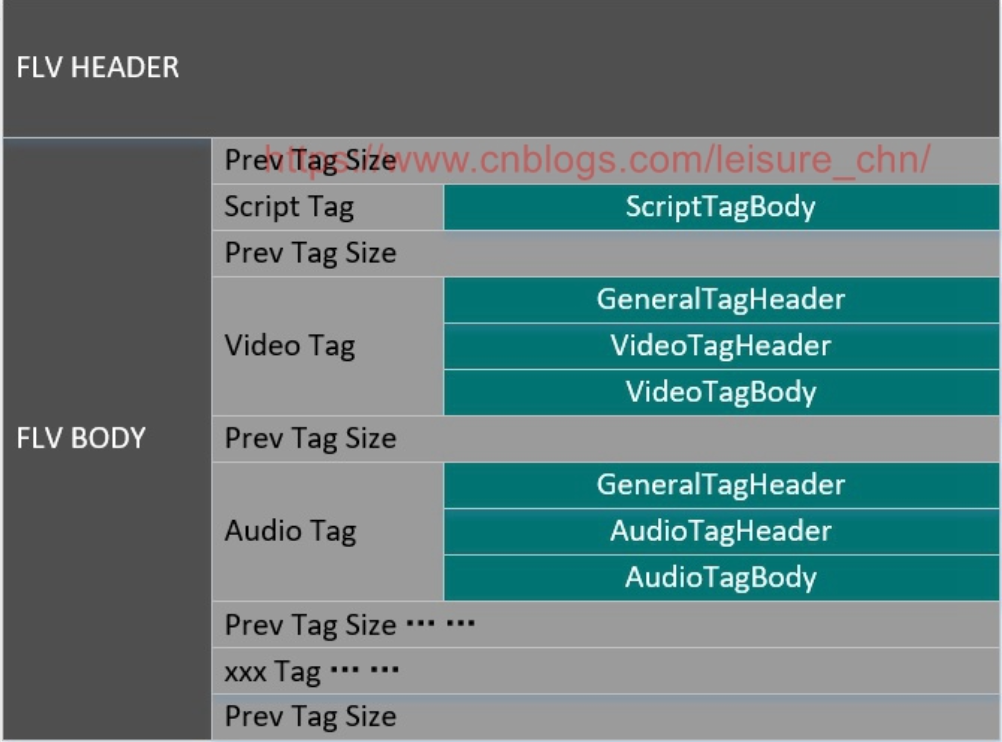 FLV HEADER
Prev Tag Size
https://www.cnblogs.com/leisure_chn/
Script Tag
ScriptTagBody
Prev Tag Size
Video Tag
GeneralTagHeader
VideoTagHeader
VideoTagBody
FLV BODY
Prev Tag Size
Audio Tag
GeneralTagHeader
AudioTagHeader
AudioTagBody
Prev Tag Size ··· ···
xxx Tag ··· ···
Prev Tag Size